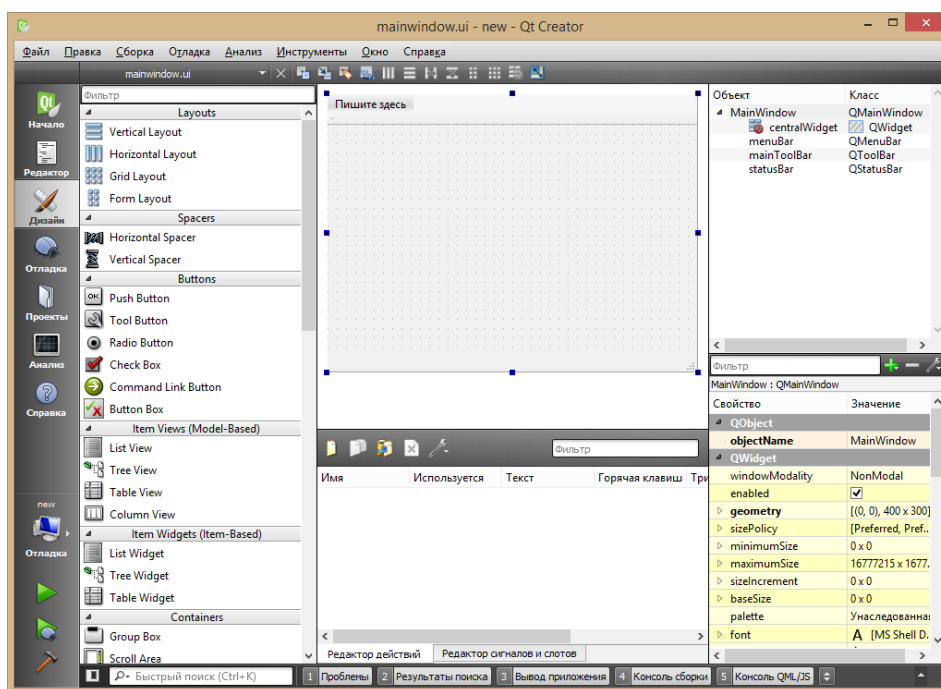 mainwindow.ui - new - Qt Creator
Файл Правка Сборка Отладка Анализ Инструменты Окно Справка
mainwindow.ui
Начало
Редактор
Дизайн
Отладка
Проекты
Анализ
Справка
new
Отладка
Фильтр
Layouts
Vertical Layout
Horizontal Layout
Grid Layout
Form Layout
Spacers
Horizontal Spacer
Vertical Spacer
Buttons
OK Push Button
Tool Button
Radio Button
Check Box
Command Link Button
Button Box
Item Views (Model-Based)
List View
Tree View
Table View
Column View
Item Widgets (Item-Based)
List Widget
Tree Widget
Table Widget
Containers
Group Box
Scroll Area
Пишите здесь
Фильтр
Имя Используется Текст Горячая клавиш Три
Редактор действий Редактор сигналов и слотов
Объект Класс
MainWindow QMainWindow
centralWidget QWidget
menuBar QMenuBar
mainToolBar QToolBar
statusBar QStatusBar
Фильтр
MainWindow : QMainWindow
Свойство Значение
QObject
objectName MainWindow
QWidget
windowModality NonModal
enabled
geometry [(0, 0), 400 x 300]
sizePolicy [Preferred, Pref...
minimumSize 0 x 0
maximumSize 16777215 x 1677...
sizeIncrement 0 x 0
baseSize 0 x 0
palette Унаследованная
font A [MS Shell D...
Быстрый поиск (Ctrl+K) 1 Проблемы 2 Результаты поиска 3 Вывод приложения 4 Консоль сборки 5 Консоль QML/JS